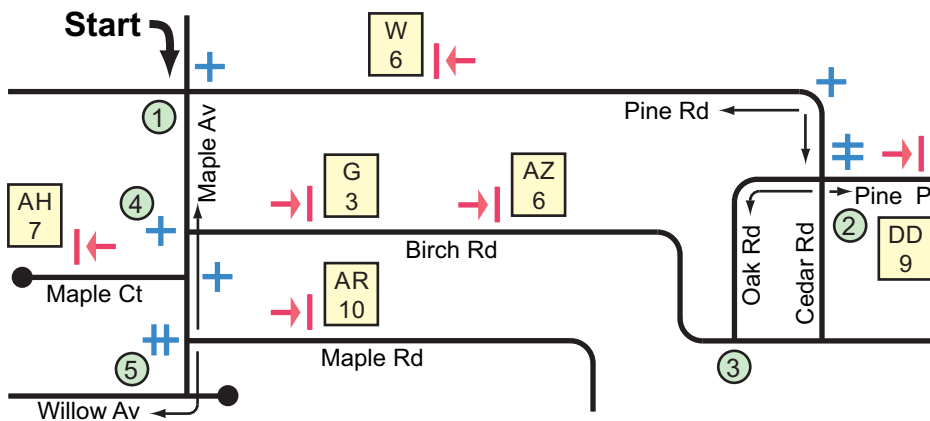 Start
W
6
1
Maple Av
Pine Rd
G
3
AZ
6
AH
7
4
Birch Rd
Oak Rd
Cedar Rd
Pine P
2
DD
9
Maple Ct
AR
10
Maple Rd
3
5
Willow Av